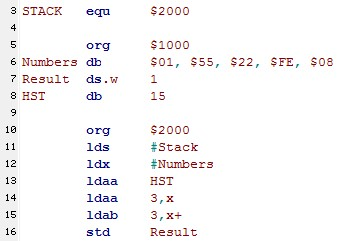 3 STACK equ $2000
4
5 org $1000
6 Numbers db $01, $55, $22, $FE, $08
7 Result ds.w 1
8 HST db 15
9
10 org $2000
11 lds #Stack
12 ldx #Numbers
13 ldaa HST
14 ldaa 3,x
15 ldab 3,x+
16 std Result